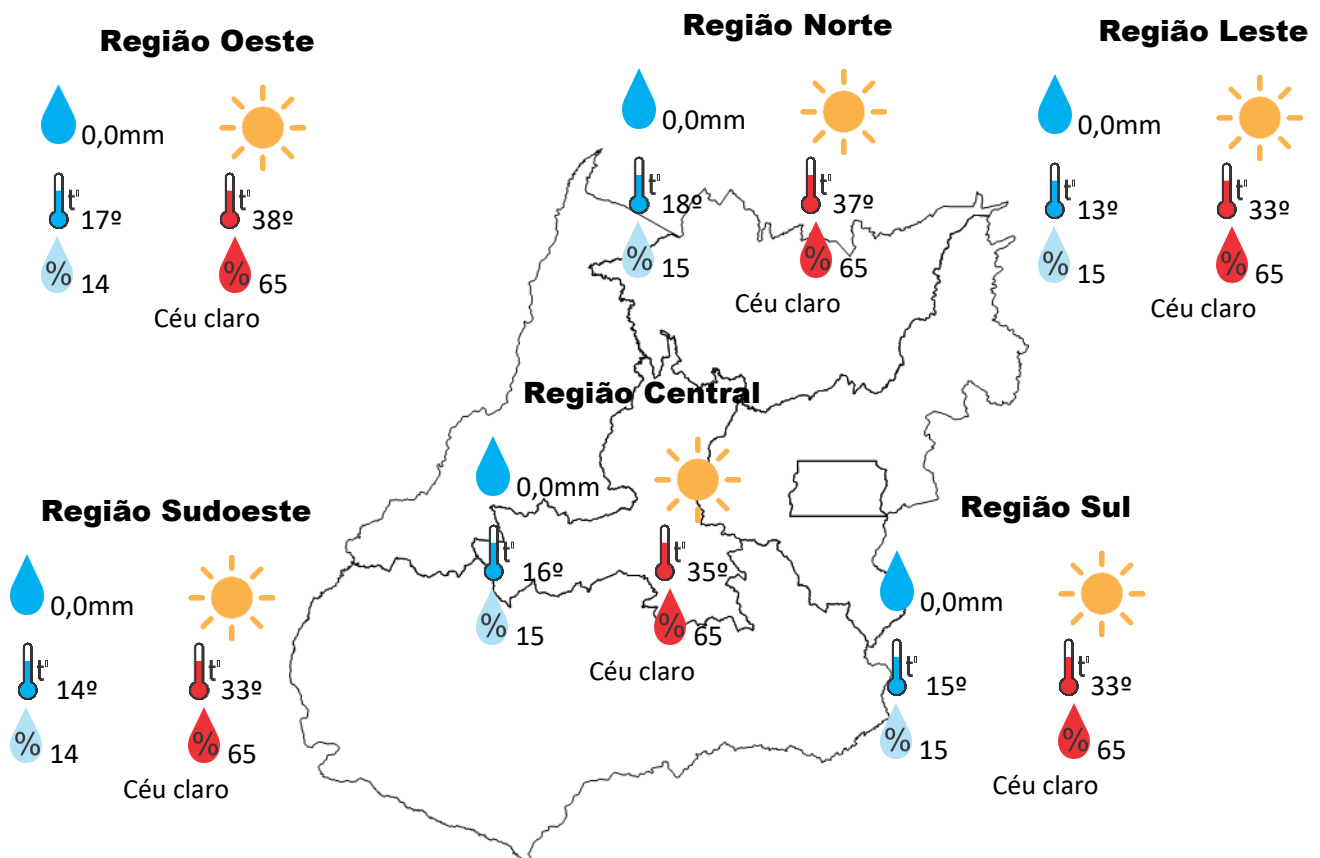 Região Oeste
0,0mm
t°
17º
t°
38º
%
14
%
65
Céu claro
Região Norte
0,0mm
t°
18º
t°
37º
%
15
%
65
Céu claro
Região Leste
0,0mm
t°
13º
t°
33º
%
15
%
65
Céu claro
Região Central
0,0mm
t°
16º
t°
35º
%
15
%
65
Céu claro
Região Sudoeste
0,0mm
t°
14º
t°
33º
%
14
%
65
Céu claro
Região Sul
0,0mm
t°
15º
t°
33º
%
15
%
65
Céu claro